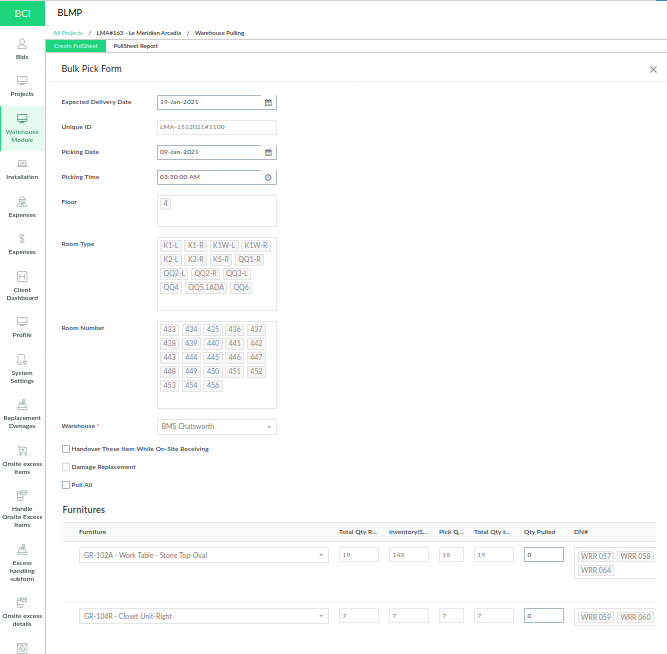 BCI
BLMP
All Projects / LMA#163 - Le Meridien Arcadia / Warehouse Pulling
Create PullSheet PullSheet Report
Bulk Pick Form
Bids
Projects
Warehouse
Module
Installation
Expenses
Expenses
Client
Dashboard
Profile
System
Settings
Replacement
Damages
Onsite excess
Items
Handle
Onsite Excess
Items
Excess
handling
subform
Onsite excess
details
Expected Delivery Date 19-Jan-2021
Unique ID LMA-1512021#1100
Picking Date 09-Jan-2021
Picking Time 03:30:00 AM
Floor 4
Room Type K1-L K1-R K1W-L K1W-R
K2-L K2-R K5-R QQ1-R
QQ2-L QQ2-R QQ3-L
QQ4 QQ5.1ADA QQ6
Room Number 433 434 435 436 437
438 439 440 441 442
443 444 445 446 447
448 449 450 451 452
453 454 456
Warehouse * BMS Chatsworth
Handover These Item While On-Site Receiving
Damage Replacement
Pull All
Furnitures
Furniture Total Qty R... Inventory(S... Pick Q... Total Qty t... Qty Pulled DN#
GR-102A - Work Table - Stone Top-Oval 19 143 19 19 0 WRR 057 WRR 058
WRR 064
GR-104R - Closet Unit-Right 7 7 7 7 0 WRR 059 WRR 060